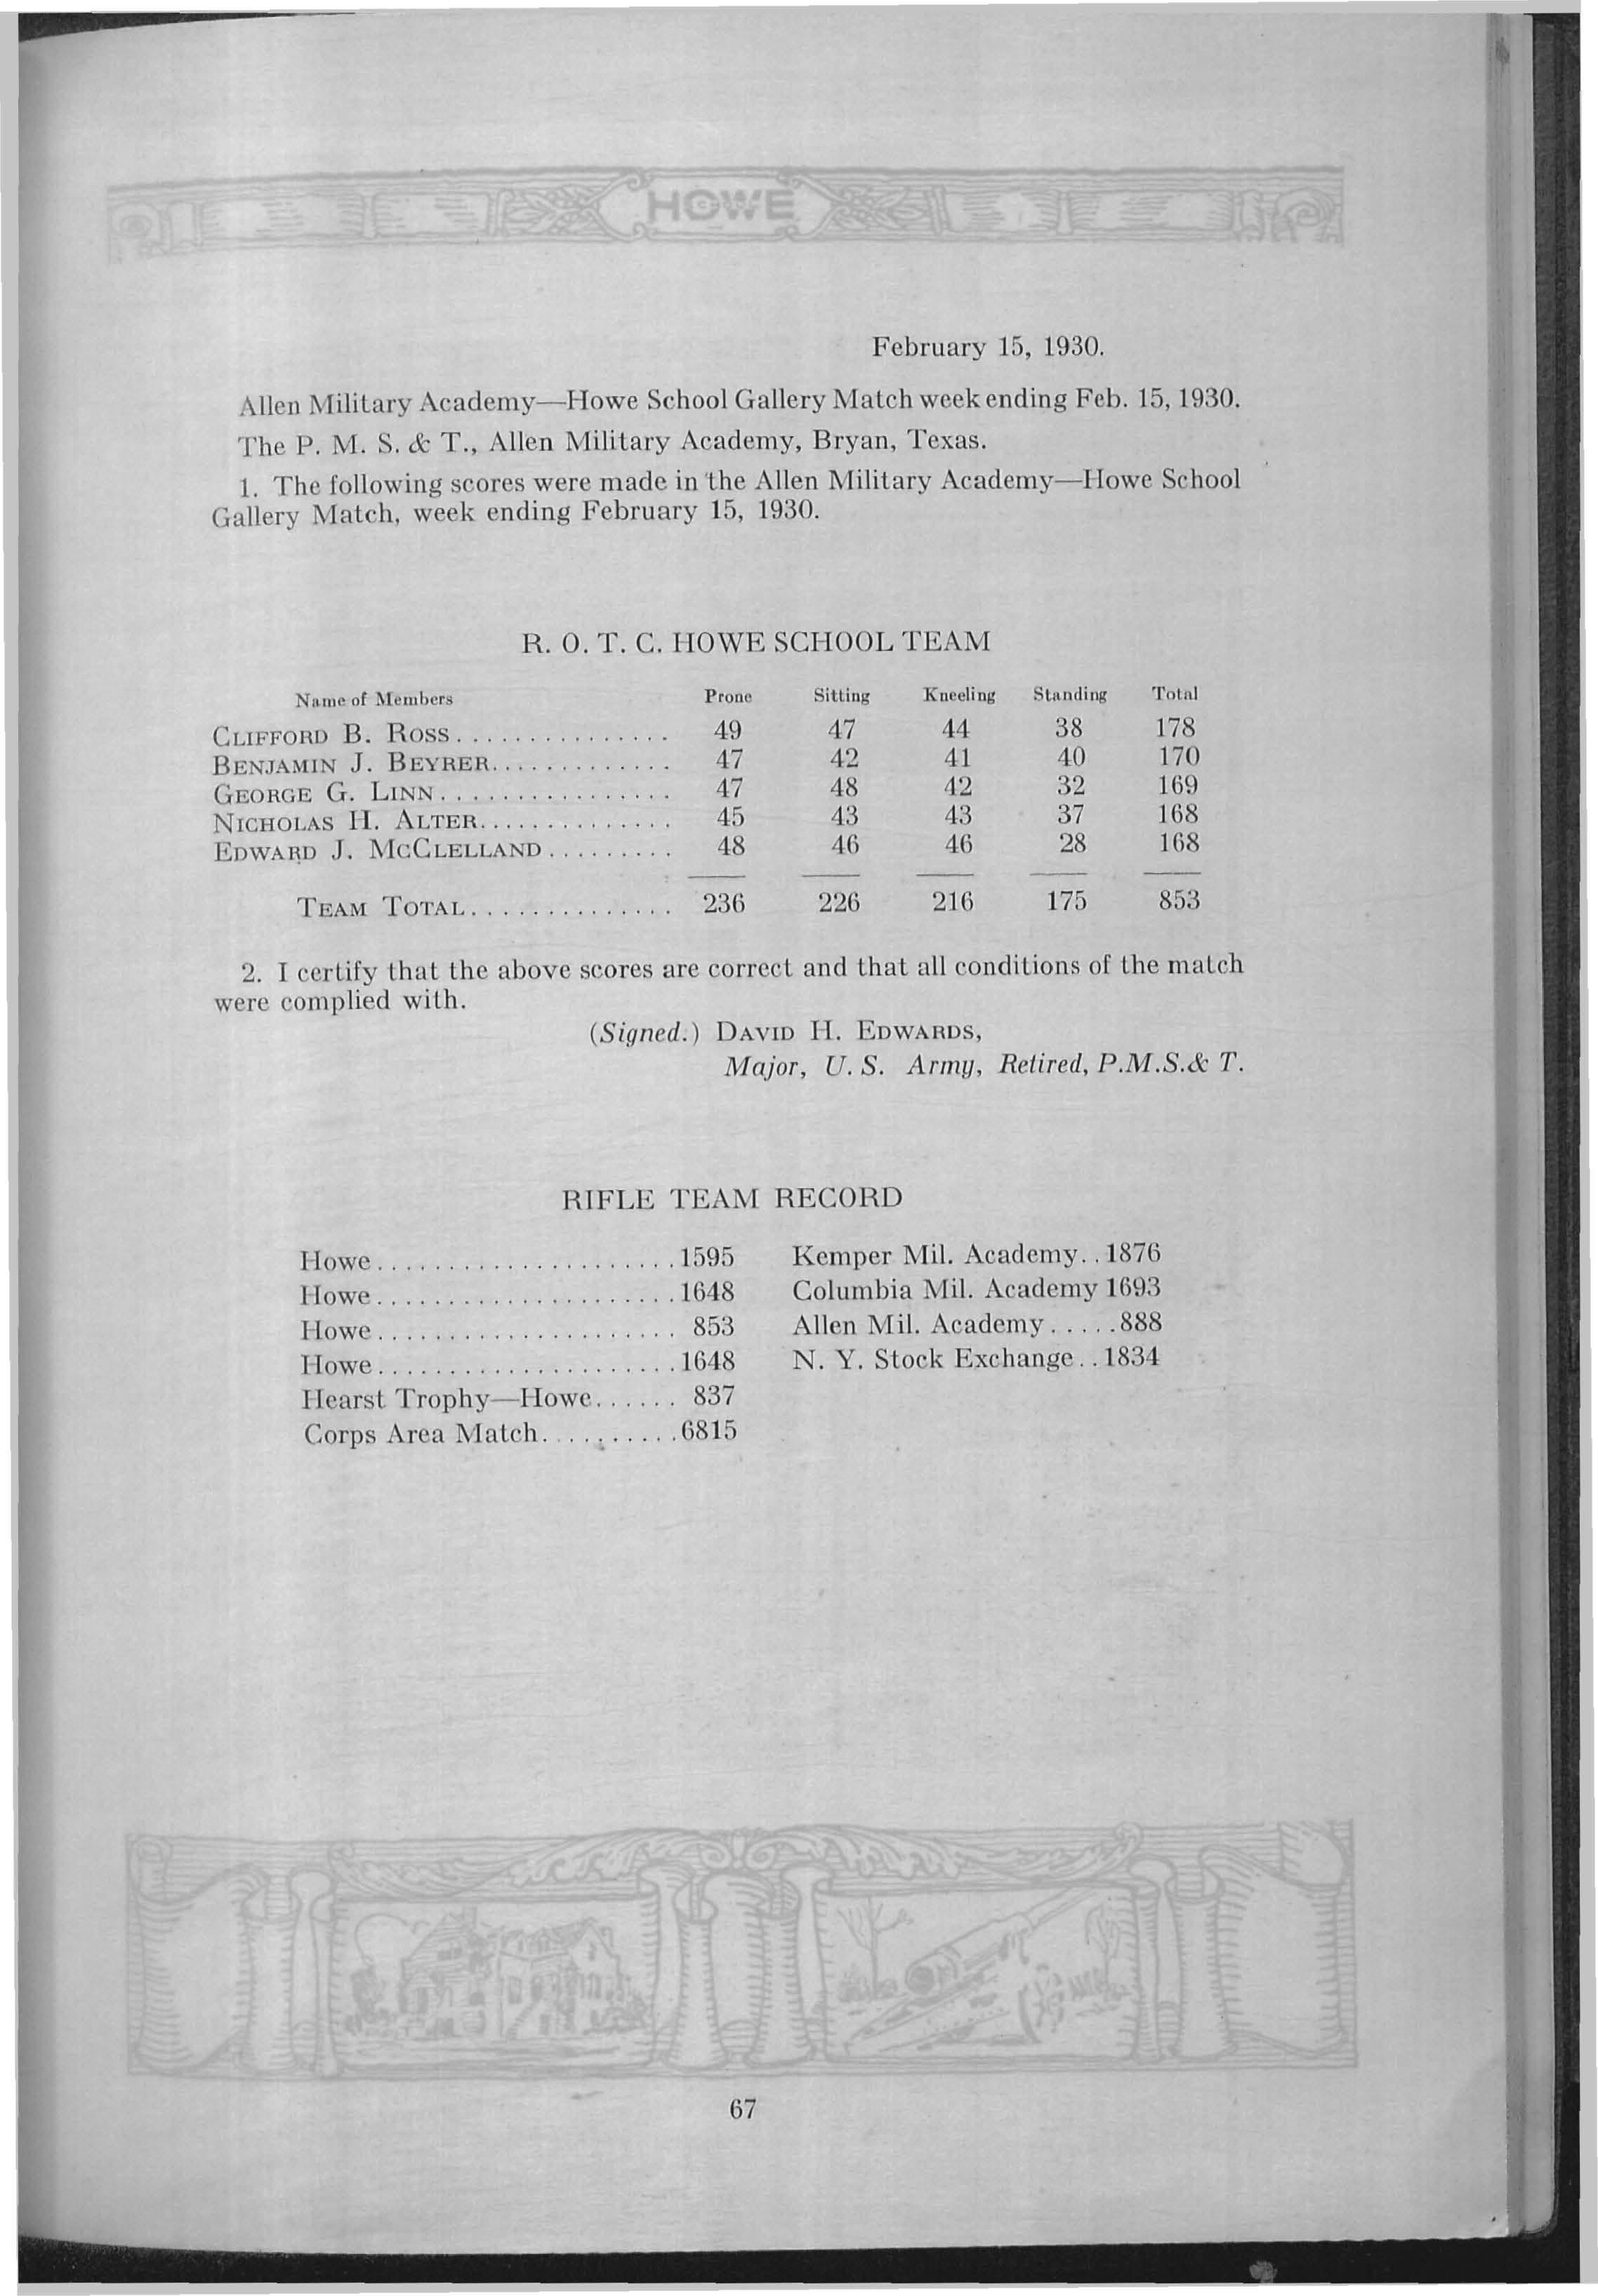 HOWE
February 15, 1930.
Allen Military Academy—Howe School Gallery Match week ending Feb. 15, 1930.
The P. M. S. & T., Allen Military Academy, Bryan, Texas.
1. The following scores were made in the Allen Military Academy—Howe School
Gallery Match, week ending February 15, 1930.
R. O. T. C. HOWE SCHOOL TEAM
Name of Members Prone Sitting Kneeling Standing Total
CLIFFORD B. ROSS............... 49 47 44 38 178
BENJAMIN J. BEYRER............. 47 42 41 40 170
GEORGE G. LINN................ 47 48 42 32 169
NICHOLAS H. ALTER.............. 45 43 43 37 168
EDWARD J. MCCLELLAND......... 48 46 46 28 168
TEAM TOTAL.............. 236 226 216 175 853
2. I certify that the above scores are correct and that all conditions of the match
were complied with.
(Signed.) DAVID H. EDWARDS,
Major, U. S. Army, Retired, P.M.S.& T.
RIFLE TEAM RECORD
Howe.....................1595 Kemper Mil. Academy..1876
Howe.....................1648 Columbia Mil. Academy 1693
Howe..................... 853 Allen Mil. Academy.....888
Howe.....................1648 N. Y. Stock Exchange..1834
Hearst Trophy—Howe...... 837
Corps Area Match..........6815
67